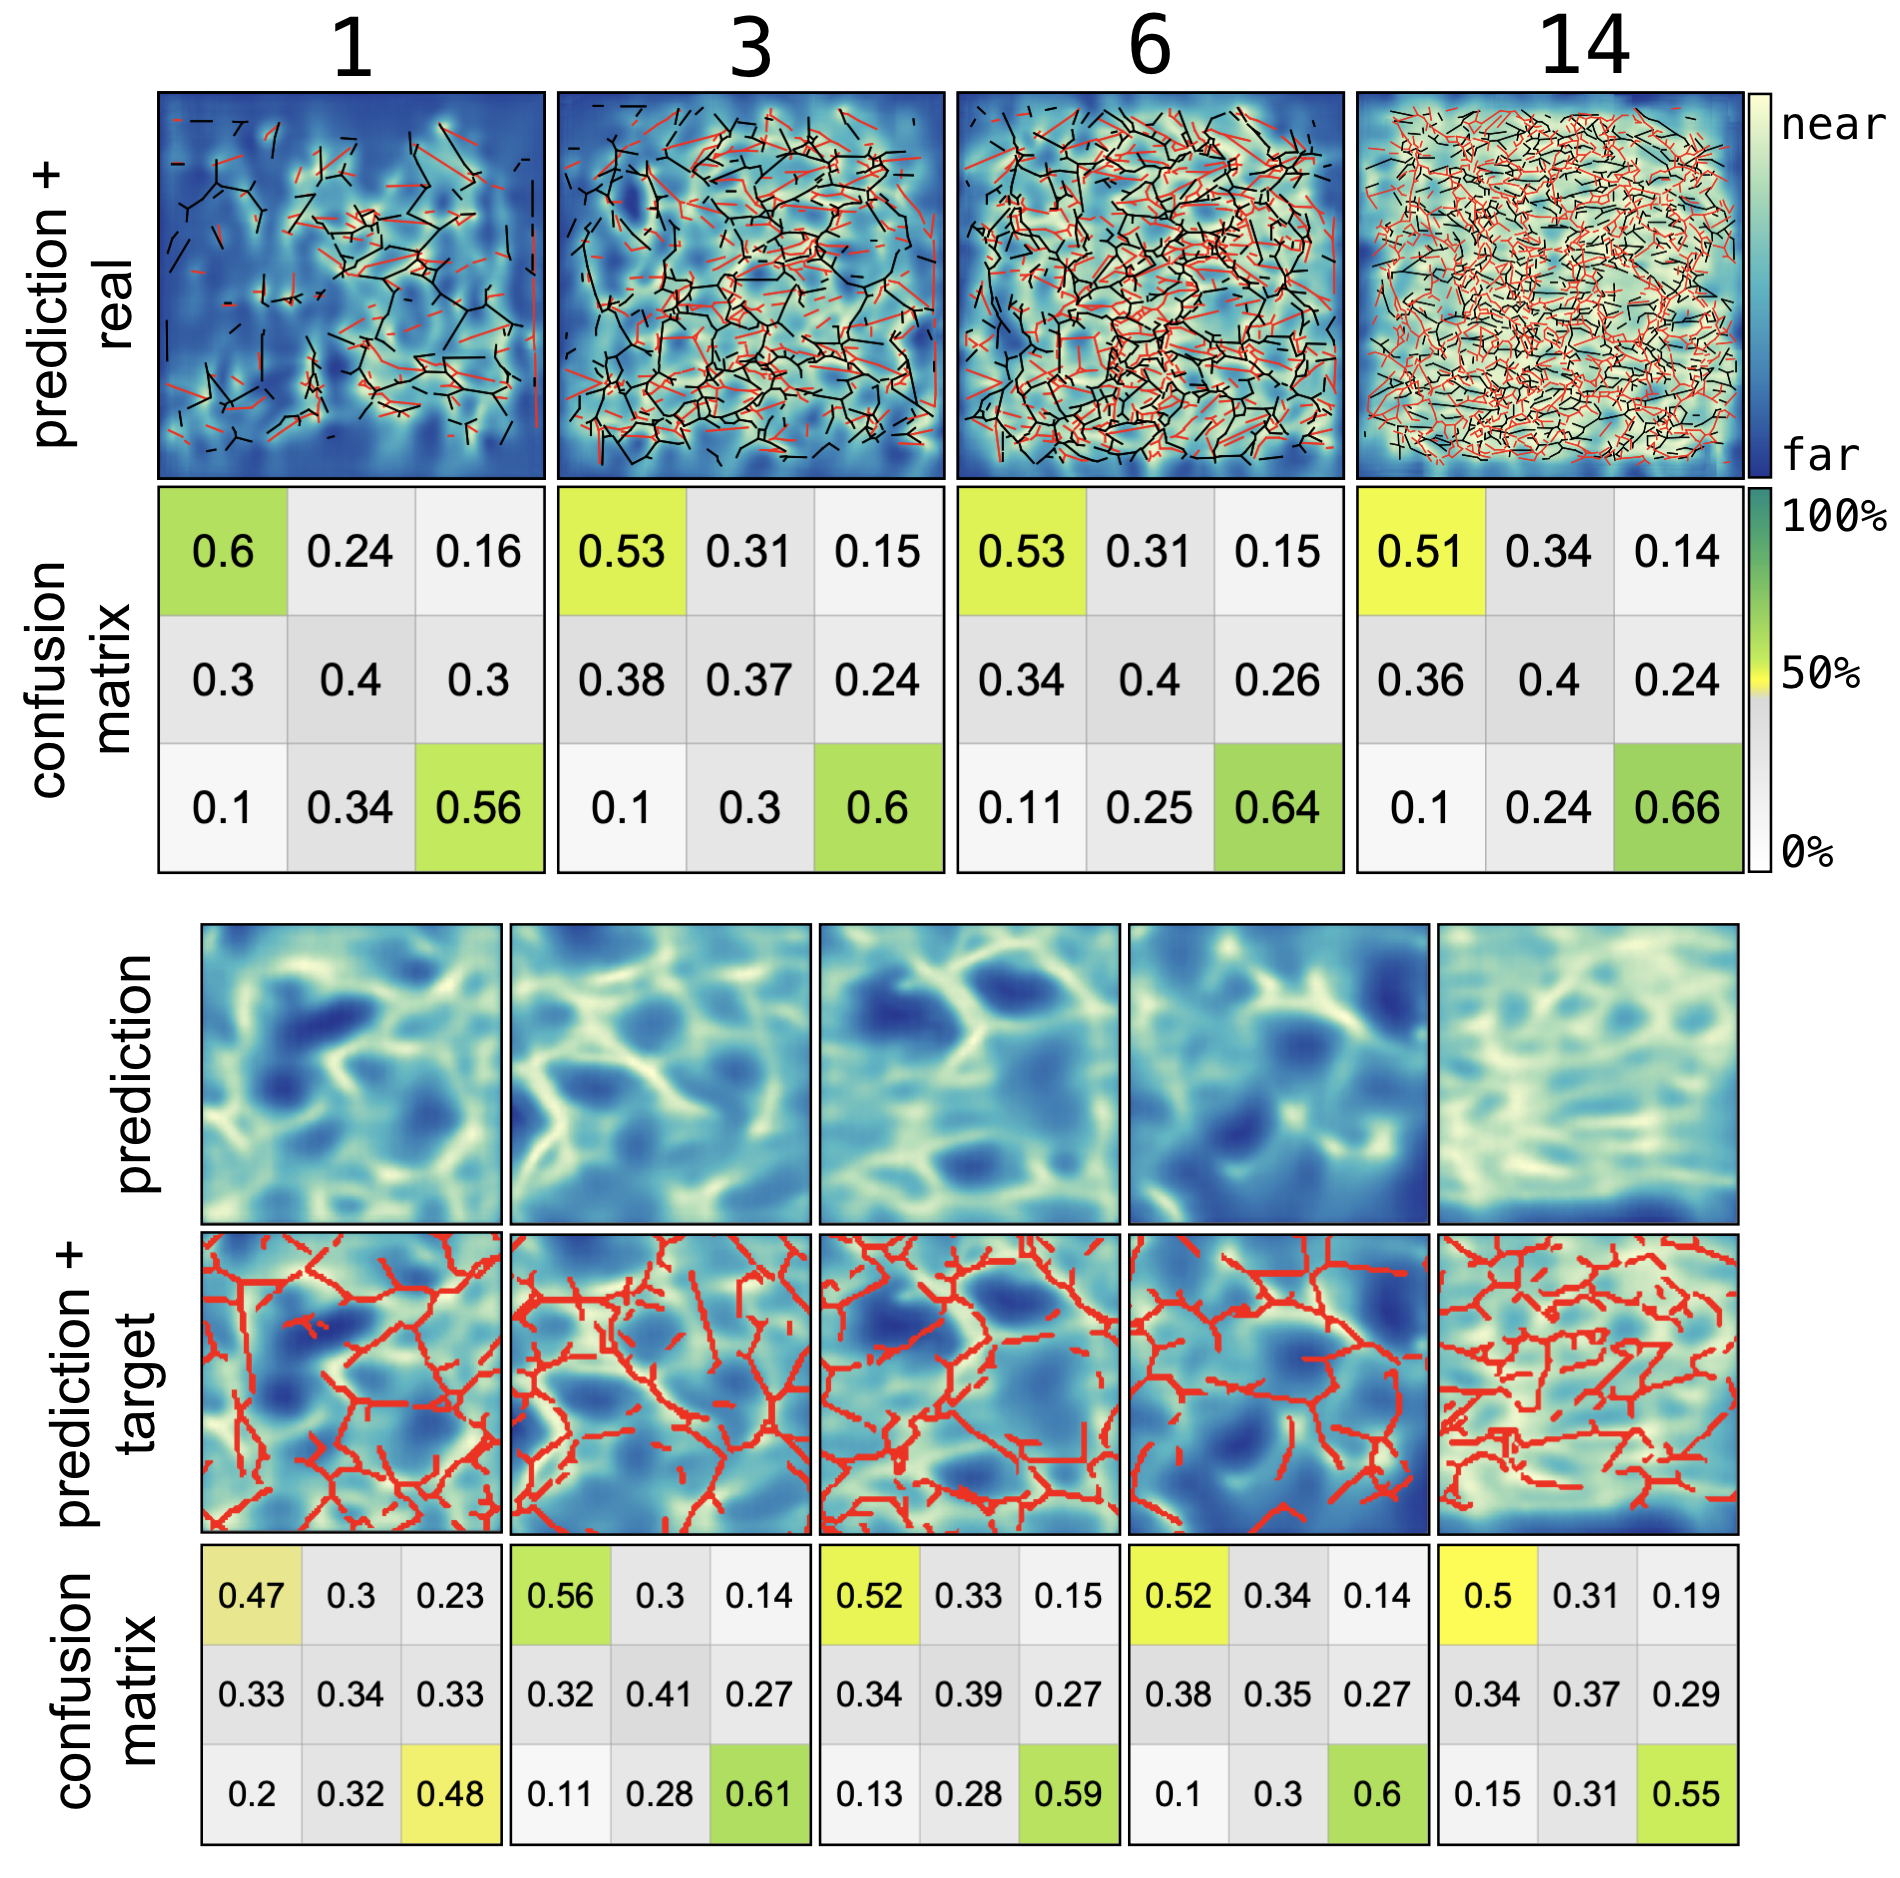 1 3 6 14
prediction +
real
near
far
confusion
matrix
0.6 0.24 0.16 0.53 0.31 0.15 0.53 0.31 0.15 0.51 0.34 0.14
0.3 0.4 0.3 0.38 0.37 0.24 0.34 0.4 0.26 0.36 0.4 0.24
0.1 0.34 0.56 0.1 0.3 0.6 0.11 0.25 0.64 0.1 0.24 0.66
100%
50%
0%
prediction
prediction +
target
confusion
matrix
0.47 0.3 0.23 0.56 0.3 0.14 0.52 0.33 0.15 0.52 0.34 0.14 0.5 0.31 0.19
0.33 0.34 0.33 0.32 0.41 0.27 0.34 0.39 0.27 0.38 0.35 0.27 0.34 0.37 0.29
0.2 0.32 0.48 0.11 0.28 0.61 0.13 0.28 0.59 0.1 0.3 0.6 0.15 0.31 0.55